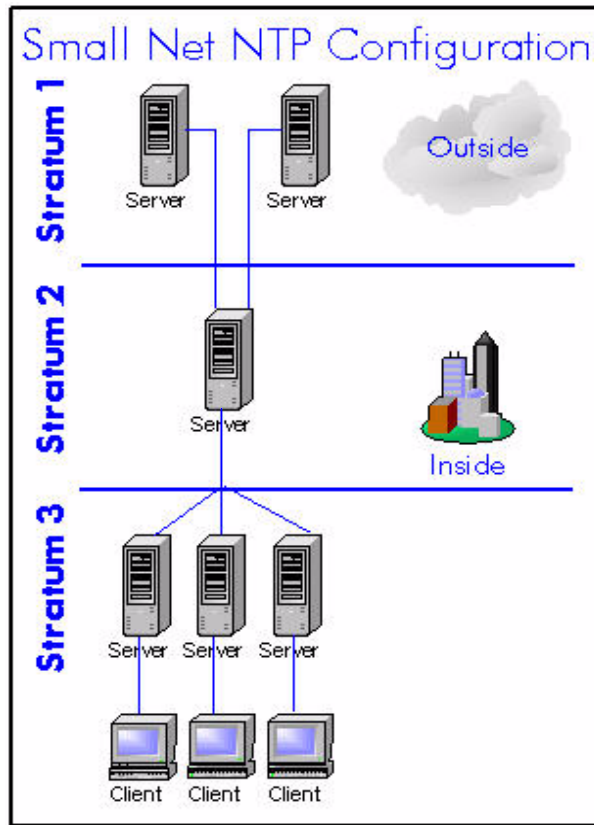 Small Net NTP Configuration
Stratum 1
Server
Server
Outside
Stratum 2
Server
Inside
Stratum 3
Server
Server
Server
Client
Client
Client